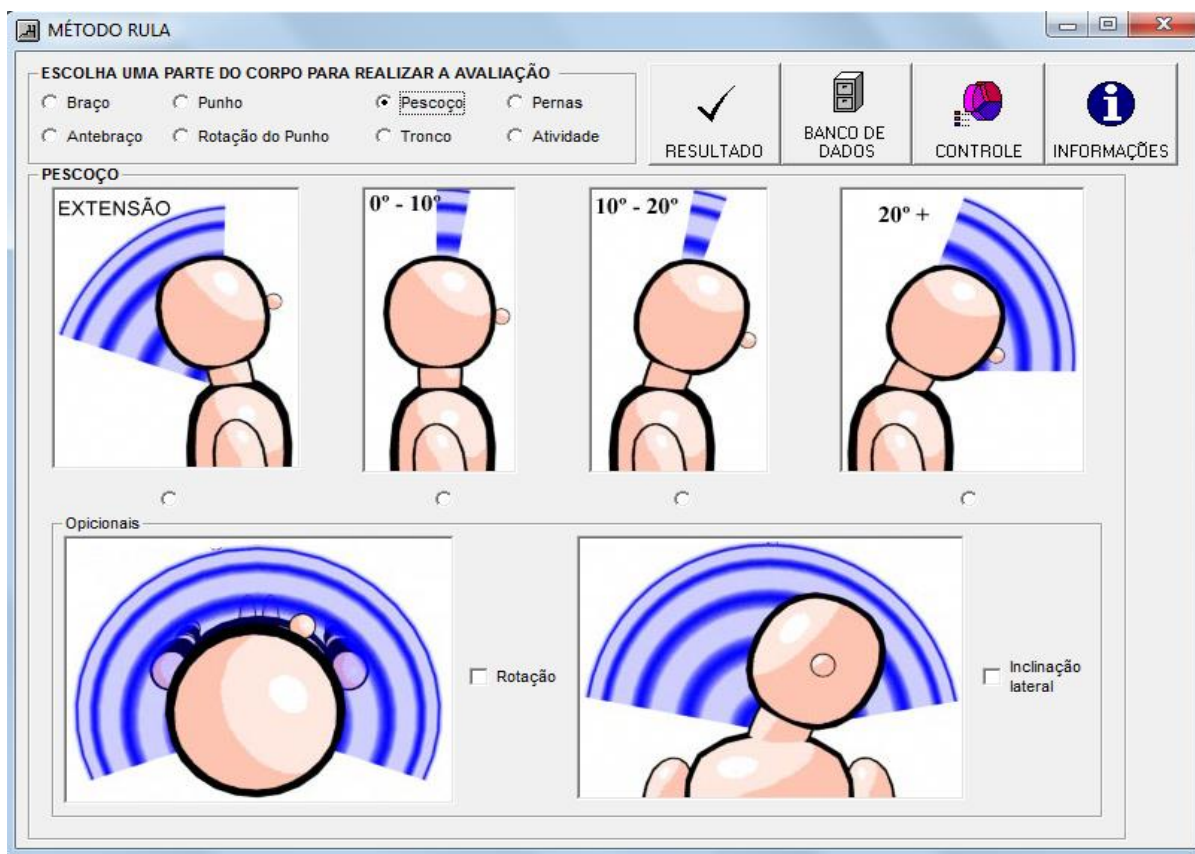 MÉTODO RULA
ESCOLHA UMA PARTE DO CORPO PARA REALIZAR A AVALIAÇÃO
Braço Punho Pescoço Pernas
Antebraço Rotação do Punho Tronco Atividade
RESULTADO
BANCO DE
DADOS
CONTROLE
INFORMAÇÕES
PESCOÇO
EXTENSÃO
0º - 10º
10º - 20º
20º +
Opicionais
Rotação
Inclinação
lateral